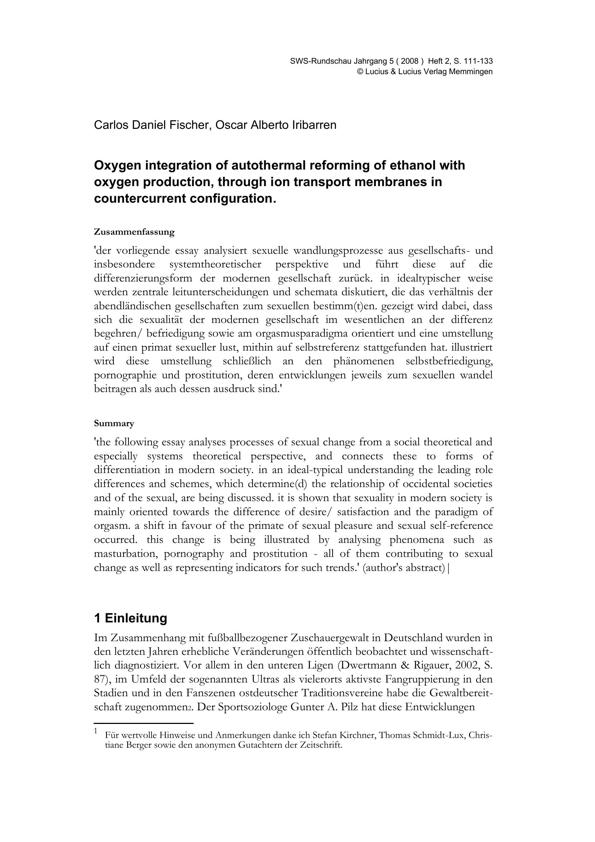 SWS-Rundschau Jahrgang 5 ( 2008 ) Heft 2, S. 111-133
© Lucius & Lucius Verlag Memmingen
Carlos Daniel Fischer, Oscar Alberto Iribarren
Oxygen integration of autothermal reforming of ethanol with
oxygen production, through ion transport membranes in
countercurrent configuration.
Zusammenfassung
'der vorliegende essay analysiert sexuelle wandlungsprozesse aus gesellschafts- und
insbesondere systemtheoretischer perspektive und führt diese auf die
differenzierungsform der modernen gesellschaft zurück. in idealtypischer weise
werden zentrale leitunterscheidungen und schemata diskutiert, die das verhältnis der
abendländischen gesellschaften zum sexuellen bestimm(t)en. gezeigt wird dabei, dass
sich die sexualität der modernen gesellschaft im wesentlichen an der differenz
begehren/ befriedigung sowie am orgasmusparadigma orientiert und eine umstellung
auf einen primat sexueller lust, mithin auf selbstreferenz stattgefunden hat. illustriert
wird diese umstellung schließlich an den phänomenen selbstbefriedigung,
pornographie und prostitution, deren entwicklungen jeweils zum sexuellen wandel
beitragen als auch dessen ausdruck sind.'
Summary
'the following essay analyses processes of sexual change from a social theoretical and
especially systems theoretical perspective, and connects these to forms of
differentiation in modern society. in an ideal-typical understanding the leading role
differences and schemes, which determine(d) the relationship of occidental societies
and of the sexual, are being discussed. it is shown that sexuality in modern society is
mainly oriented towards the difference of desire/ satisfaction and the paradigm of
orgasm. a shift in favour of the primate of sexual pleasure and sexual self-reference
occurred. this change is being illustrated by analysing phenomena such as
masturbation, pornography and prostitution - all of them contributing to sexual
change as well as representing indicators for such trends.' (author's abstract)|
1 Einleitung
Im Zusammenhang mit fußballbezogener Zuschauergewalt in Deutschland wurden in
den letzten Jahren erhebliche Veränderungen öffentlich beobachtet und wissenschaft-
lich diagnostiziert. Vor allem in den unteren Ligen (Dwertmann & Rigauer, 2002, S.
87), im Umfeld der sogenannten Ultras als vielerorts aktivste Fangruppierung in den
Stadien und in den Fanszenen ostdeutscher Traditionsvereine habe die Gewaltbereit-
schaft zugenommen2. Der Sportsoziologe Gunter A. Pilz hat diese Entwicklungen
1 Für wertvolle Hinweise und Anmerkungen danke ich Stefan Kirchner, Thomas Schmidt-Lux, Chris-
tiane Berger sowie den anonymen Gutachtern der Zeitschrift.